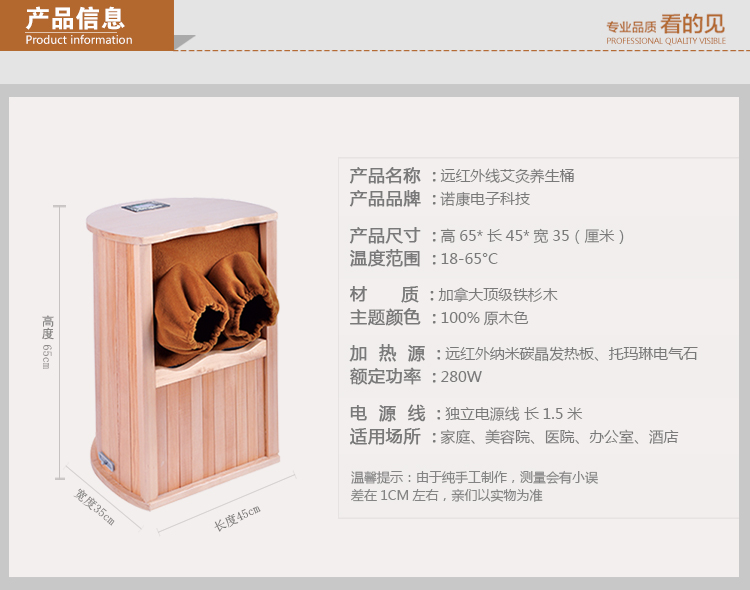 产品信息
Product information
专业品质 看的见
PROFESSIONAL QUALITY VISIBLE
产品名称 : 远红外线艾灸养生桶
产品品牌 : 诺康电子科技
产品尺寸 : 高 65* 长 45* 宽 35（厘米）
温度范围 : 18-65°C
材 质 : 加拿大顶级铁杉木
主题颜色 : 100% 原木色
加 热 源 : 远红外纳米碳晶发热板、托玛琳电气石
额定功率 : 280W
电 源 线 : 独立电源线 长 1.5 米
适用场所 : 家庭、美容院、医院、办公室、酒店
温馨提示：由于纯手工制作，测量会有小误
差在 1CM 左右，亲们以实物为准
高度 65cm
宽度35cm
长度45cm